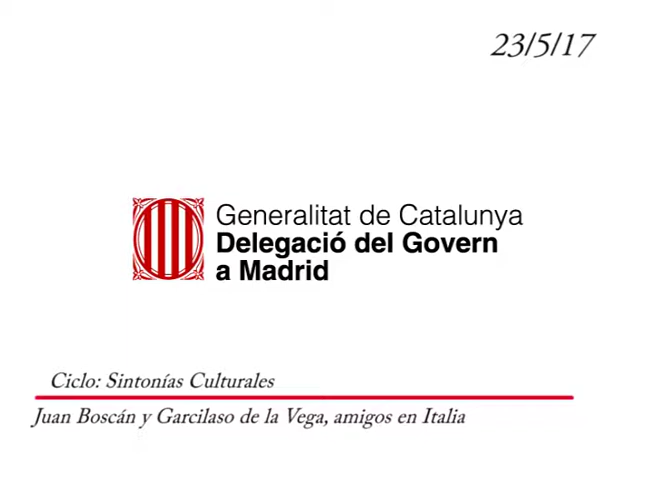 23/5/17
Generalitat de Catalunya
Delegació del Govern
a Madrid
Ciclo: Sintonías Culturales
Juan Boscán y Garcilaso de la Vega, amigos en Italia